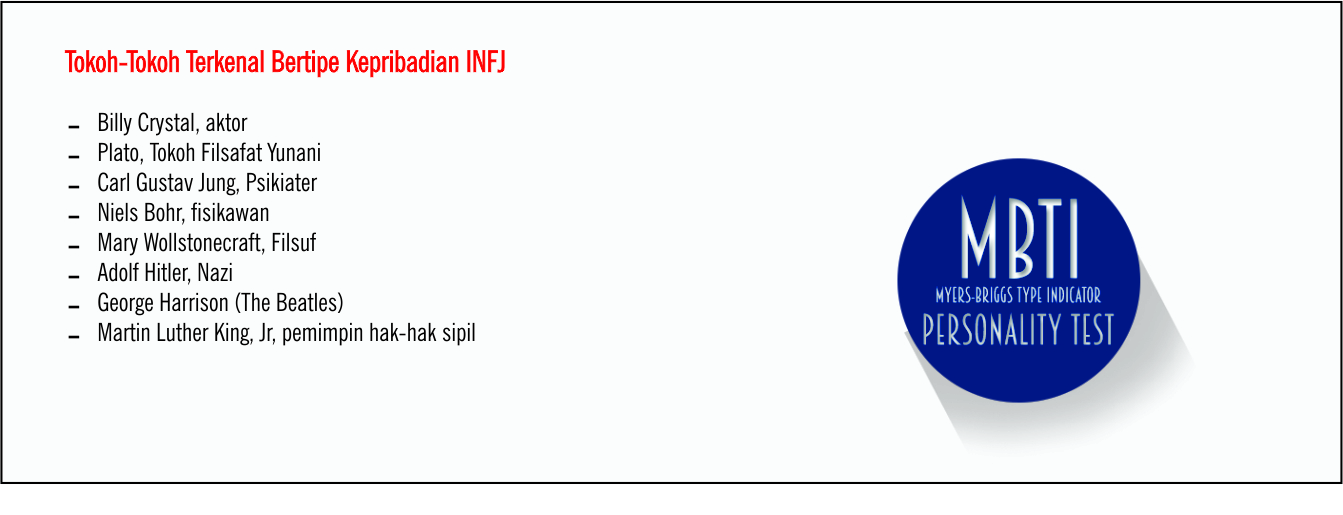 Tokoh-Tokoh Terkenal Bertipe Kepribadian INFJ
- Billy Crystal, aktor
- Plato, Tokoh Filsafat Yunani
- Carl Gustav Jung, Psikiater
- Niels Bohr, fisikawan
- Mary Wollstonecraft, Filsuf
- Adolf Hitler, Nazi
- George Harrison (The Beatles)
- Martin Luther King, Jr, pemimpin hak-hak sipil
MBTI
MYERS-BRIGGS TYPE INDICATOR
PERSONALITY TEST